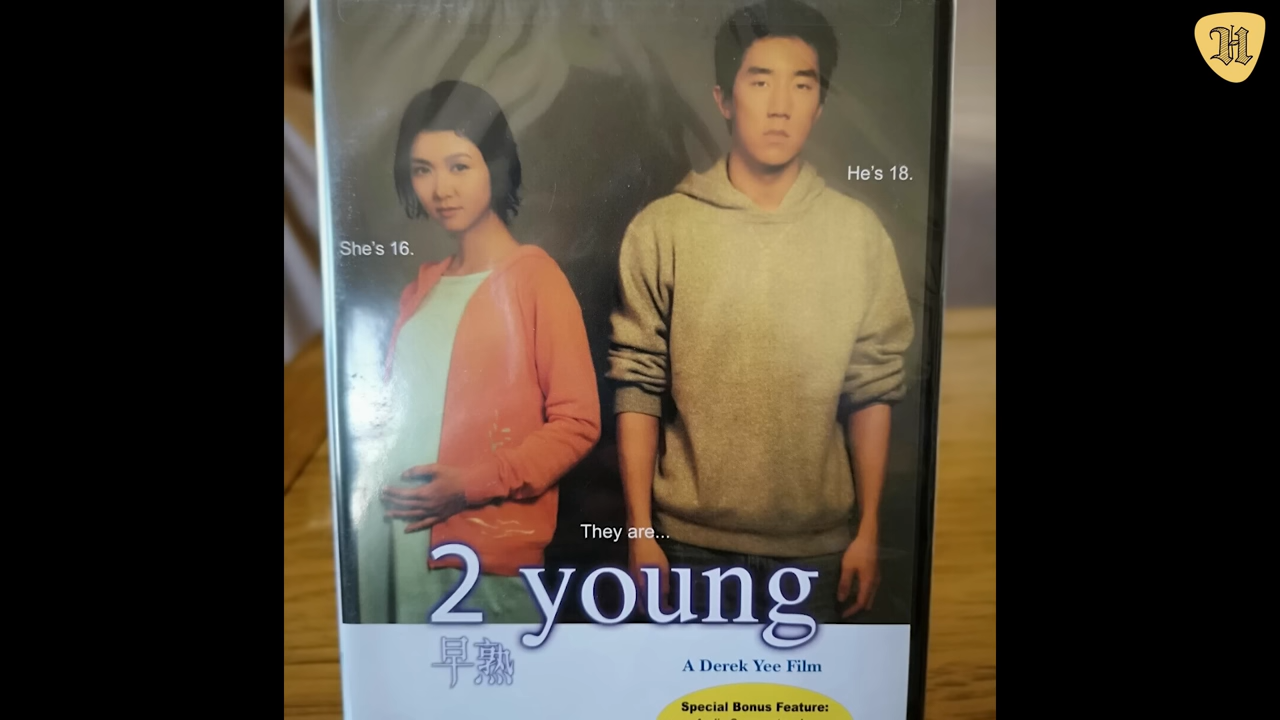 He's 18.
She's 16.
They are...
2 young
早熟
A Derek Yee Film
Special Bonus Feature: